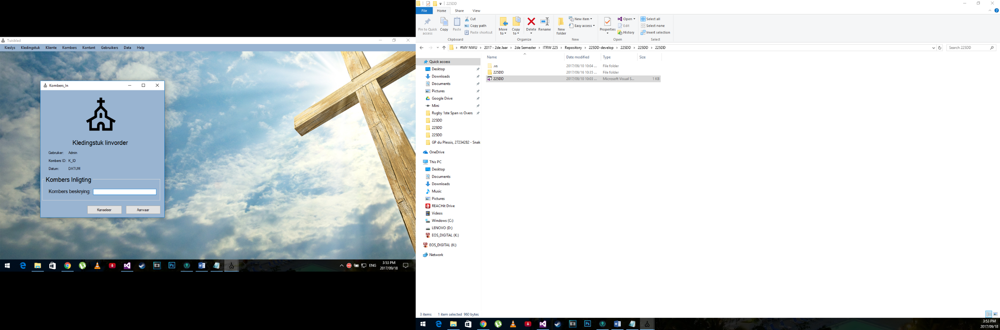 Tuisblad
Kieslys Kledingstuk Kliente Kombers Kontant Gebruikers Data Help
Kombers_In
Kledingstuk Iinvorder
Gebruiker: Admin
Kombers ID: K_ID
Datum: DATUM
Kombers Inligting
Kombers beskrying:
Kanseleer Aanvaar
ENG
3:53 PM
2017/09/18
225DD
File Home Share View
Pin to Quick access
Copy
Paste
Cut
Copy path
Paste shortcut
Clipboard
Move to
Copy to
Delete
Rename
Organize
New folder
New item
Easy access
New
Properties
Open
Edit
History
Open
Select all
Select none
Invert selection
Select
#MY NWU > 2017 - 2de Jaar > 2de Semester > ITRW 225 > Repository > 225DD-develop > 225DD > 225DD > 225DD
Search 225DD
Name Date modified Type Size
.vs 2017/09/10 10:04 ... File folder
225DD 2017/09/16 10:35 ... File folder
225DD 2017/09/10 10:03 ... Microsoft Visual S... 1 KB
Quick access
Desktop
Downloads
Documents
Pictures
Google Drive
Mini
Rugby 1ste Span vs Overs
225DD
225DD
225DD
GP du Plessis, 27234282 - Snak
OneDrive
This PC
Desktop
Documents
Downloads
Music
Pictures
REACHit Drive
Videos
Windows (C:)
LENOVO (D:)
EOS_DIGITAL (K:)
EOS_DIGITAL (K:)
Network
3 items 1 item selected 960 bytes
3:53 PM
2017/09/18